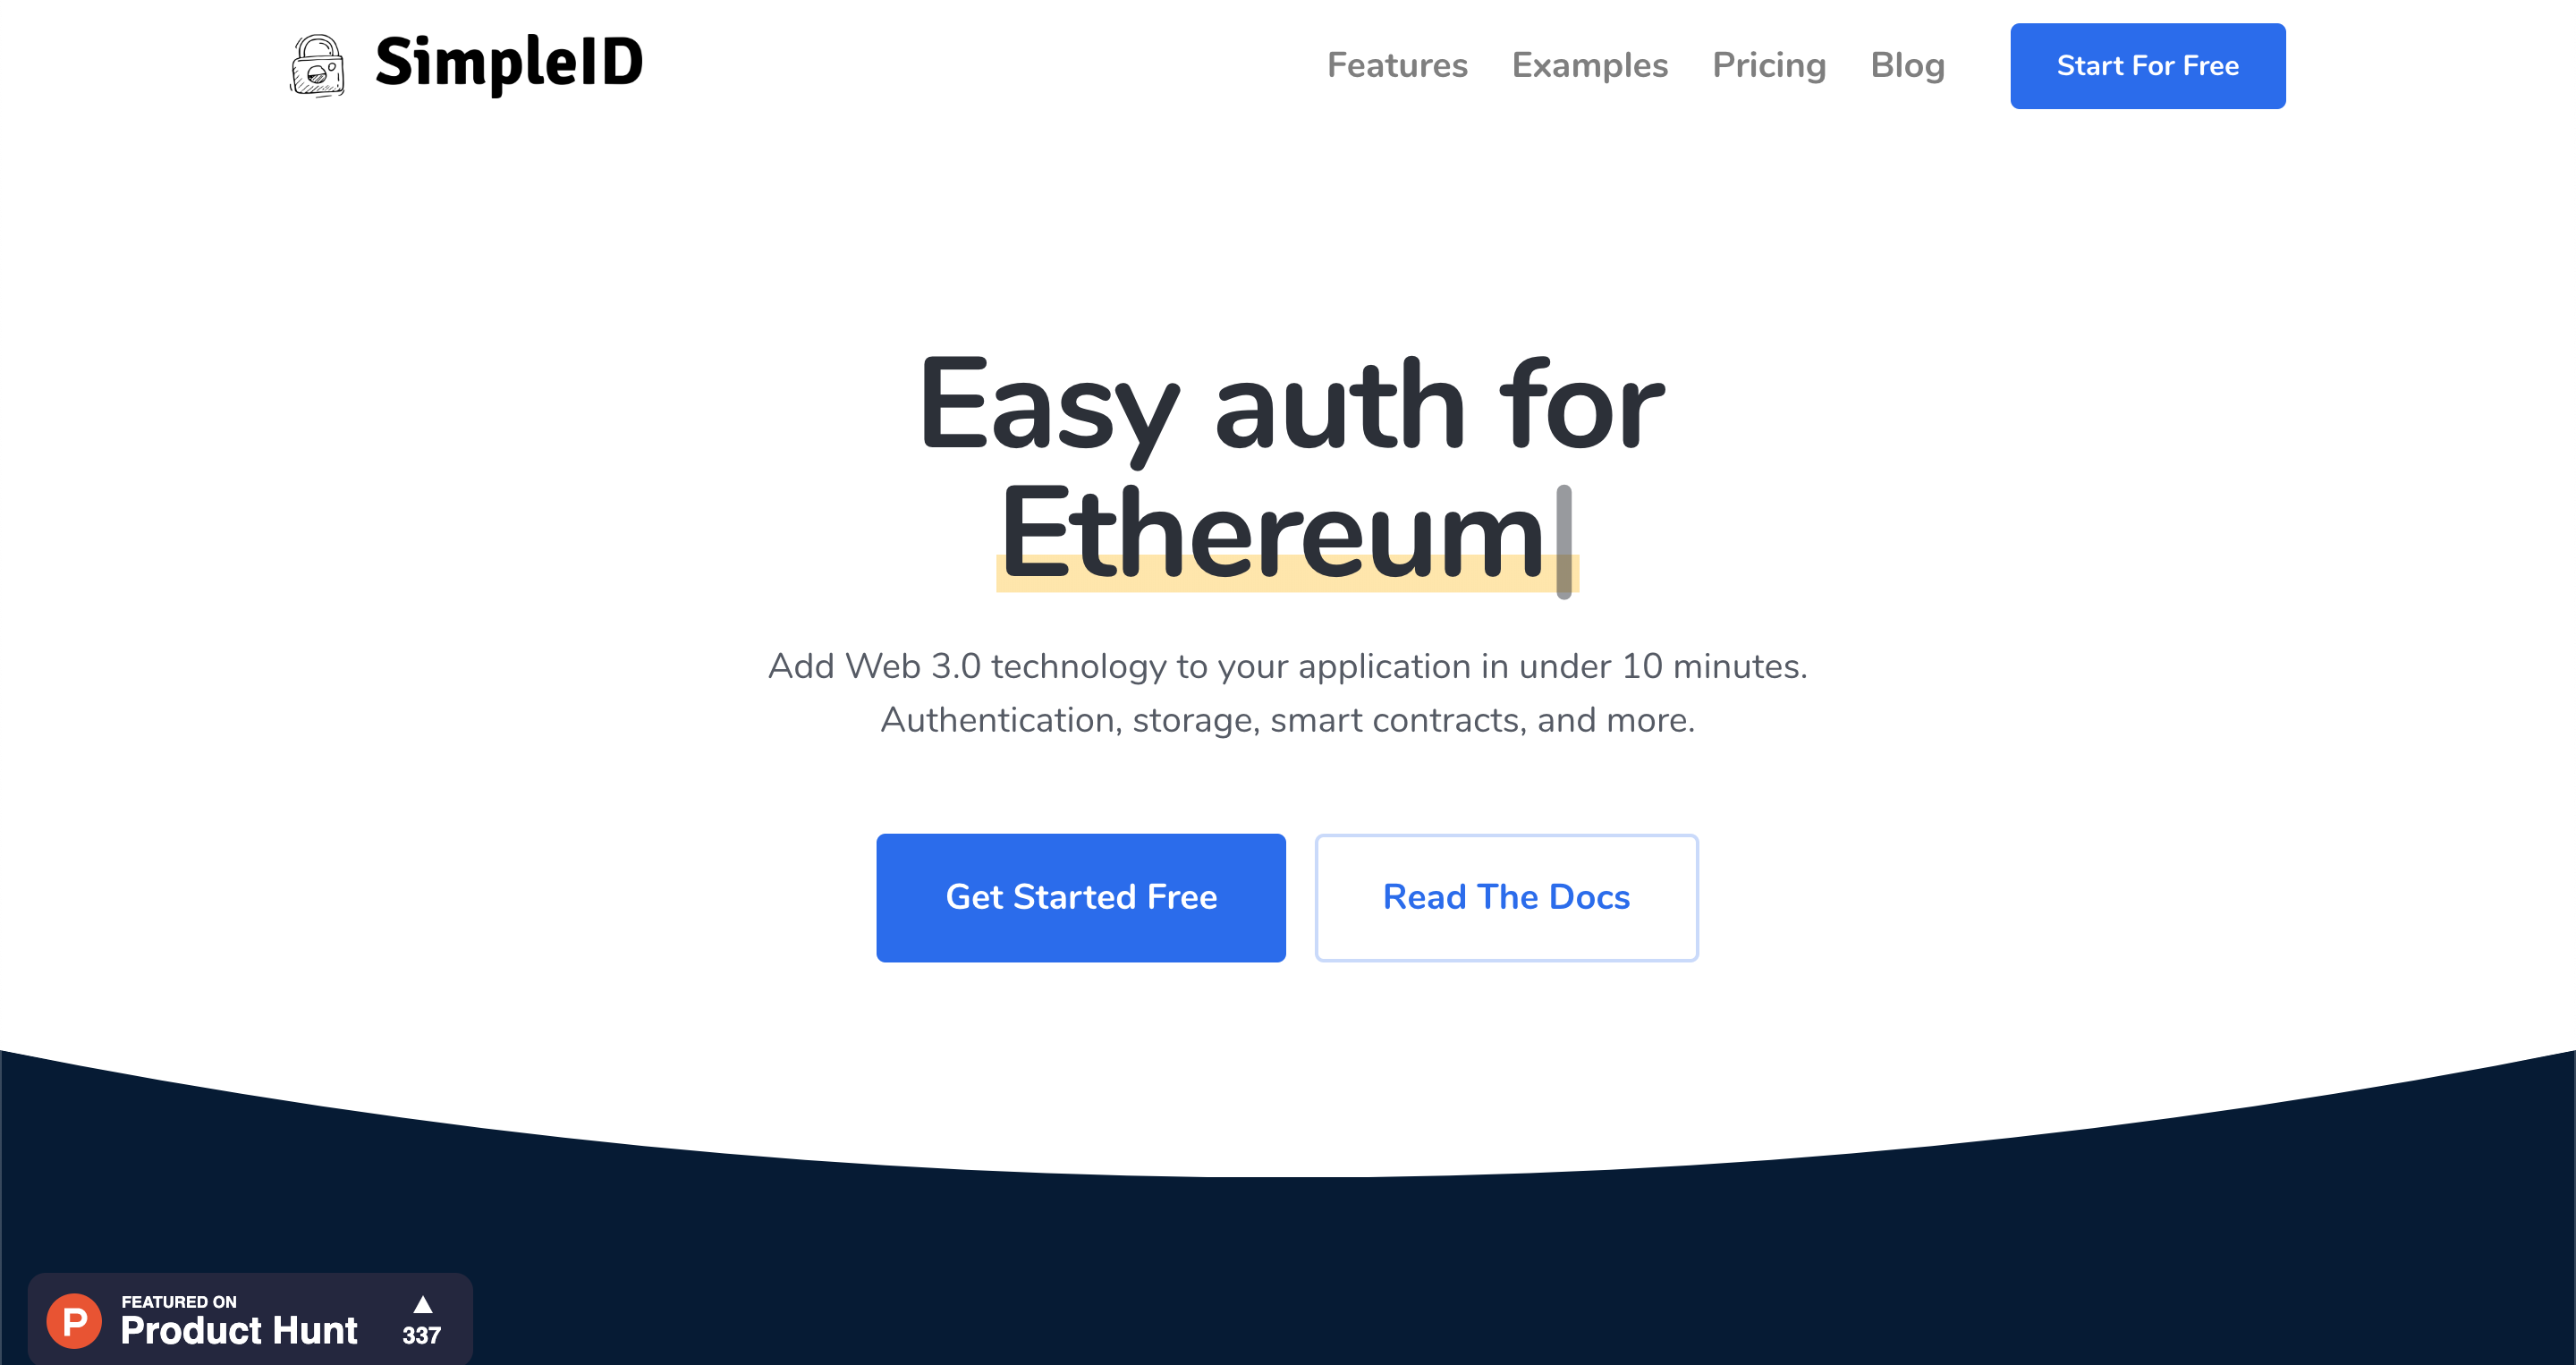 SimpleID
Features Examples Pricing Blog Start For Free
Easy auth for
Ethereum
Add Web 3.0 technology to your application in under 10 minutes.
Authentication, storage, smart contracts, and more.
Get Started Free Read The Docs
P
FEATURED ON
Product Hunt
337